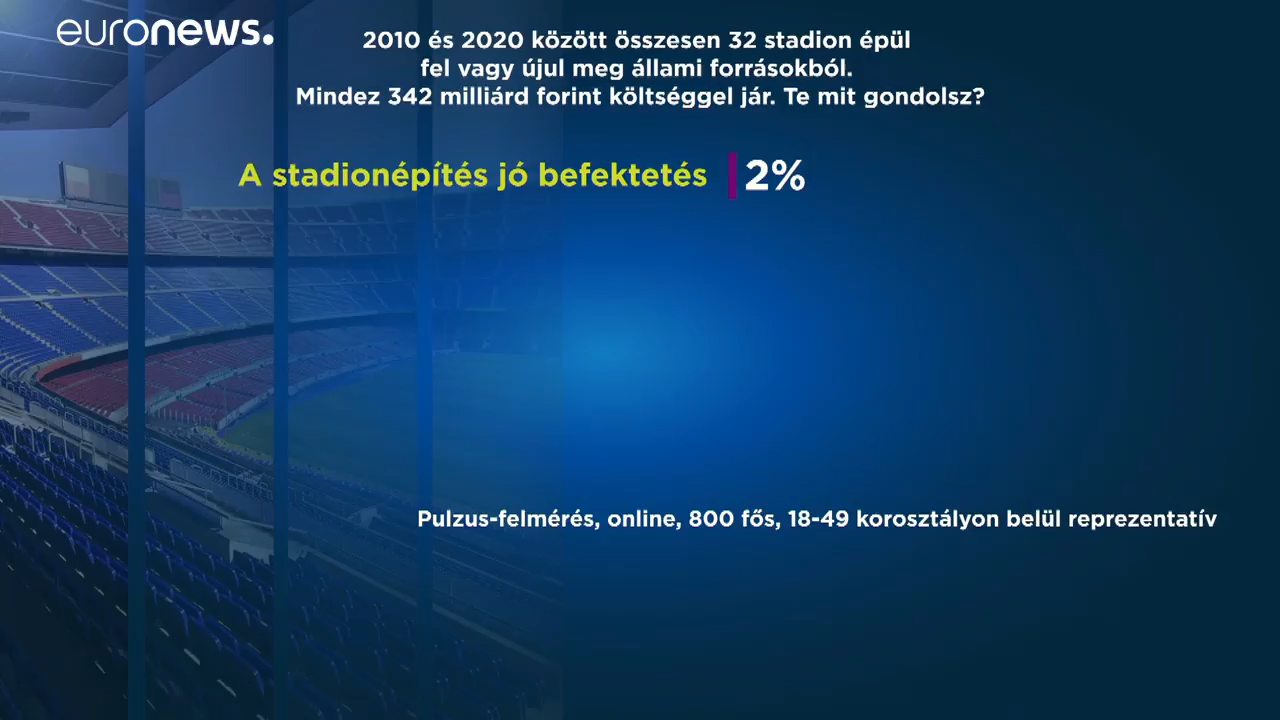 euronews.
2010 és 2020 között összesen 32 stadion épül
fel vagy újul meg állami forrásokból.
Mindez 342 milliárd forint költséggel jár. Te mit gondolsz?
A stadionépítés jó befektetés 2%
Pulzus-felmérés, online, 800 fős, 18-49 korosztályon belül reprezentatív